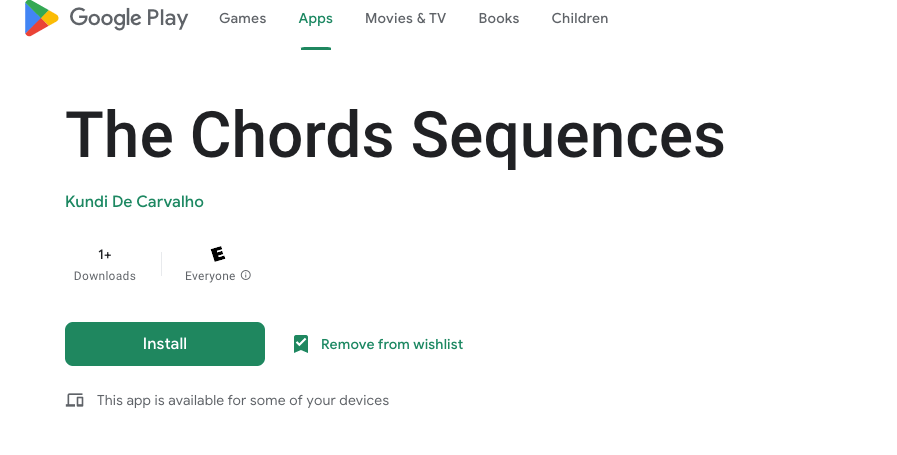 Google Play Games Apps Movies & TV Books Children
The Chords Sequences
Kundi De Carvalho
1+ E
Downloads Everyone
Install Remove from wishlist
This app is available for some of your devices